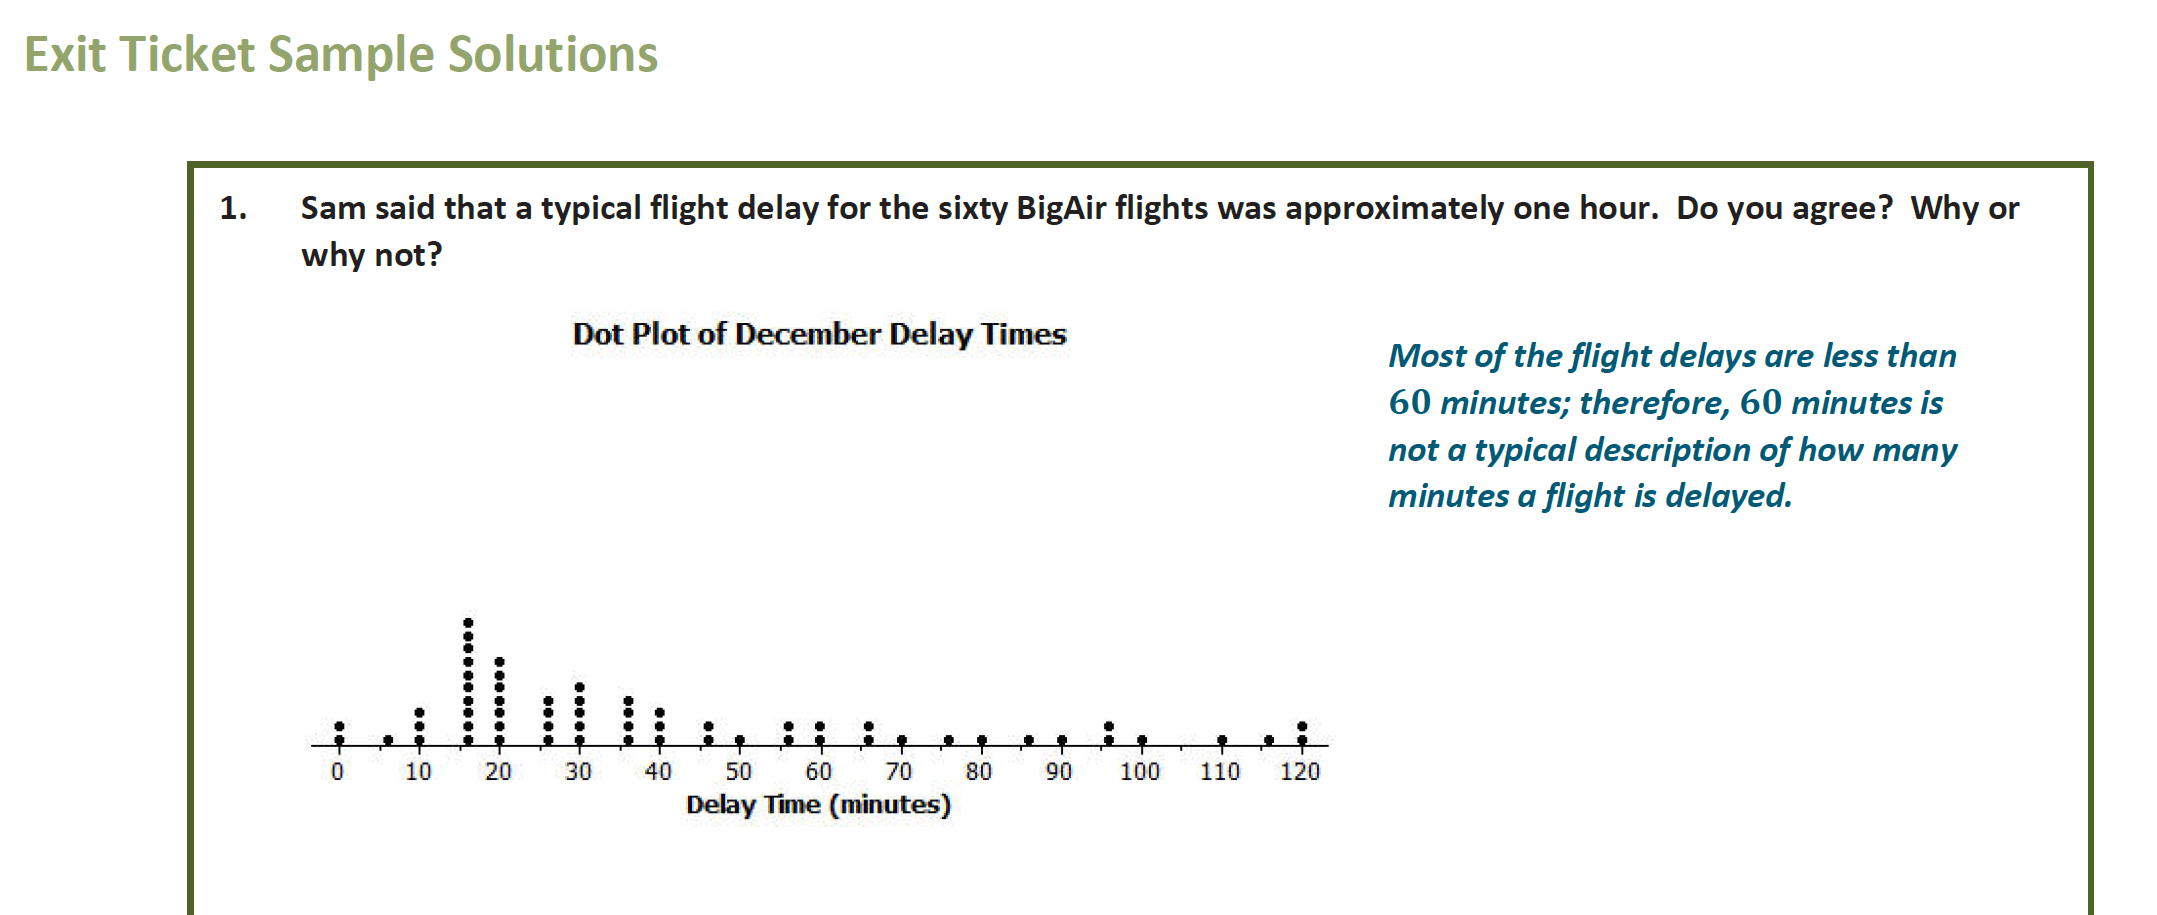 Exit Ticket Sample Solutions
1. Sam said that a typical flight delay for the sixty BigAir flights was approximately one hour. Do you agree? Why or
why not?
Dot Plot of December Delay Times
Most of the flight delays are less than
60 minutes; therefore, 60 minutes is
not a typical description of how many
minutes a flight is delayed.
0 10 20 30 40 50 60 70 80 90 100 110 120
Delay Time (minutes)